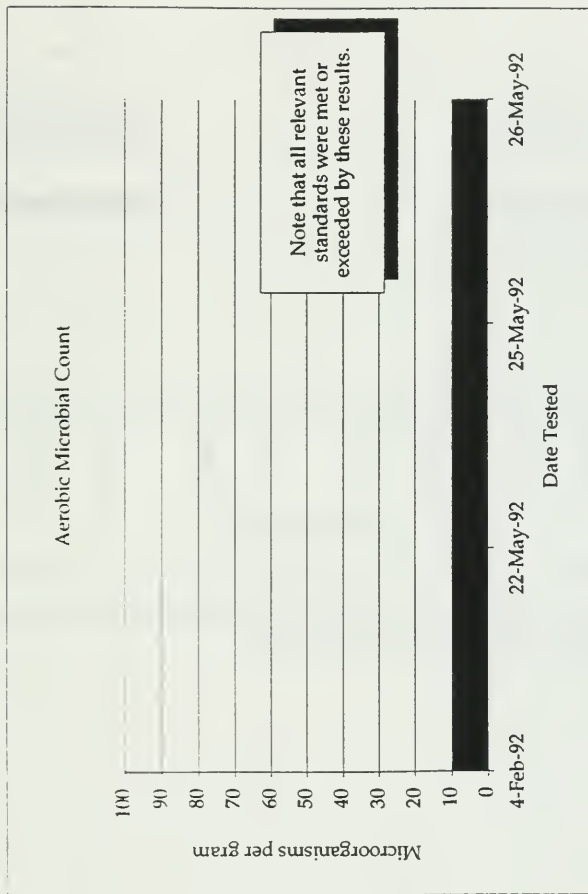 Aerobic Microbial Count
100
90
80
70
60
50
40
30
20
10
0
Microorganisms per gram
Note that all relevant
standards were met or
exceeded by these results.
4-Feb-92
22-May-92
25-May-92
26-May-92
Date Tested